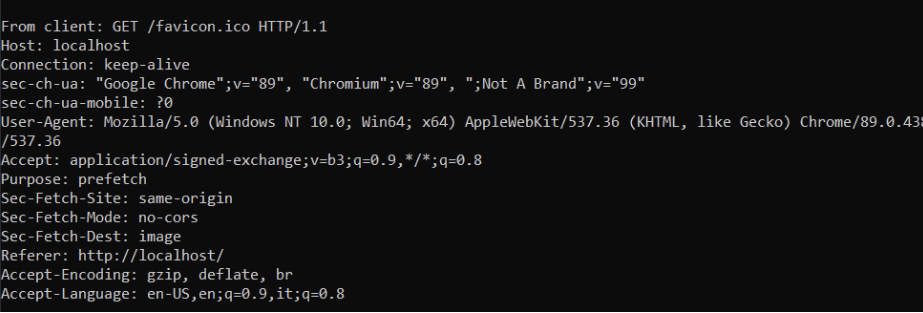 From client: GET /favicon.ico HTTP/1.1
Host: localhost
Connection: keep-alive
sec-ch-ua: "Google Chrome";v="89", "Chromium";v="89", ";Not A Brand";v="99"
sec-ch-ua-mobile: ?0
User-Agent: Mozilla/5.0 (Windows NT 10.0; Win64; x64) AppleWebKit/537.36 (KHTML, like Gecko) Chrome/89.0.438
/537.36
Accept: application/signed-exchange;v=b3;q=0.9,*/*;q=0.8
Purpose: prefetch
Sec-Fetch-Site: same-origin
Sec-Fetch-Mode: no-cors
Sec-Fetch-Dest: image
Referer: http://localhost/
Accept-Encoding: gzip, deflate, br
Accept-Language: en-US,en;q=0.9,it;q=0.8